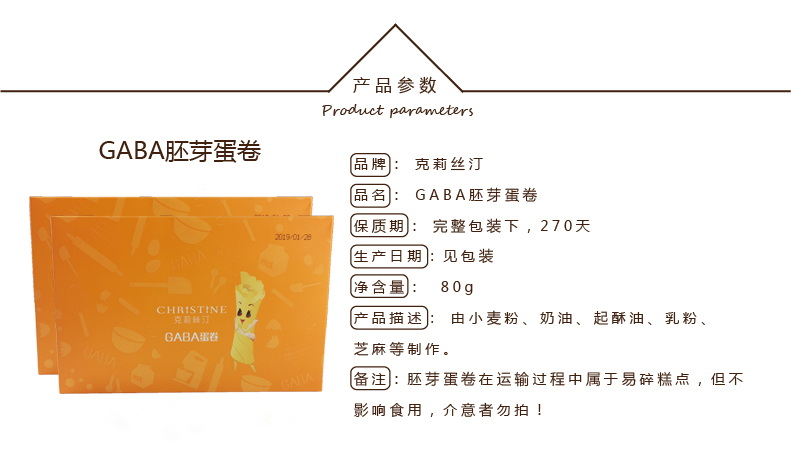 产品参数
Product parameters
GABA胚芽蛋卷
品牌： 克莉丝汀
品名： GABA胚芽蛋卷
保质期： 完整包装下，270天
生产日期：见包装
净含量： 80g
产品描述： 由小麦粉、奶油、起酥油、乳粉、
芝麻等制作。
备注：胚芽蛋卷在运输过程中属于易碎糕点，但不
影响食用，介意者勿拍！
2019/01/28
GABA
CHRISTINE
克莉丝汀
GABA蛋卷
GABA